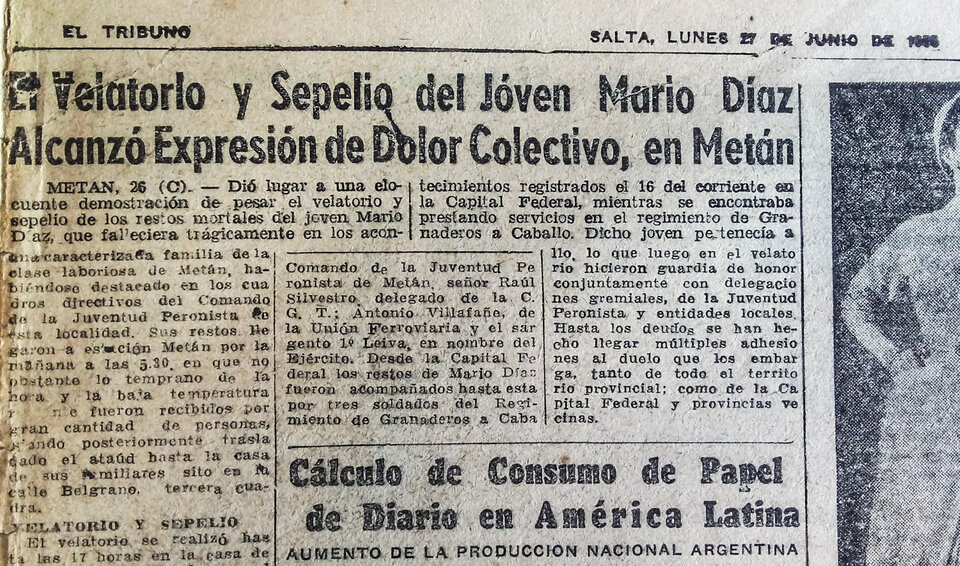 EL TRIBUNO
SALTA, LUNES 27 DE JUNIO DE
El Velatorio y Sepelio del Jóven Mario Díaz
Alcanzó Expresión de Dolor Colectivo, en Metán
METAN, 26 (C). — Dió lugar a una elo-
cuente demostración de pesar el velatorio y
sepelio de los restos mortales del joven Mario
D'az, que fal'eciera trágicamente en los acon-
tecimientos registrados el 16 del corriente en
la Capital Federal, mientras se encontraba
prestando servicios en el regimiento de Gra-
naderos a Caballo. Dicho joven pertenecía a
una caracterizada familia de la
clase laboriosa de Metán, ha-
biéndose destacado en los cua
dros directivos del Comando
de la Juventud Peronista de
esta localidad. Sus restos lle
garon a estación Metán por la
mañana a las 5.30, en que no
obstante lo temprano de la
hora y la baja temperatura
fueron recibidos por
gran cantidad de personas,
siendo posteriormente trasla
dado el ataúd hasta la casa
de sus familiares sito en la
calle Belgrano, tercera cua-
dra.
VELATORIO Y SEPELIO
El velatorio se realizó has
ta las 17 horas en la casa de
Comando de la Juventud Pe
ronista de Metán, señor Raúl
Silvestro, delegado de la C.
G. T.; Antonio Villafañe, de
la Unión Ferroviaria y el sar
gento 1º Leiva, en nombre del
Ejército. Desde la Capital Fe
deral los restos de Mario Díaz
fueron acompañados hasta esta
por tres soldados del Regi-
miento de Granaderos a Caba
llo, lo que luego en el velato
rio hicieron guardia de honor
conjuntamente con delegacio
nes gremiales, de la Juventud
Peronista y entidades locales.
Hasta los deudos se han he-
cho llegar múltiples adhesio
nes al duelo que los embar
ga, tanto de todo el territo
rio provincial; como de la Ca
pital Federal y provincias ve
cinas.
Cálculo de Consumo de Papel
de Diario en América Latina
AUMENTO DE LA PRODUCCION NACIONAL ARGENTINA